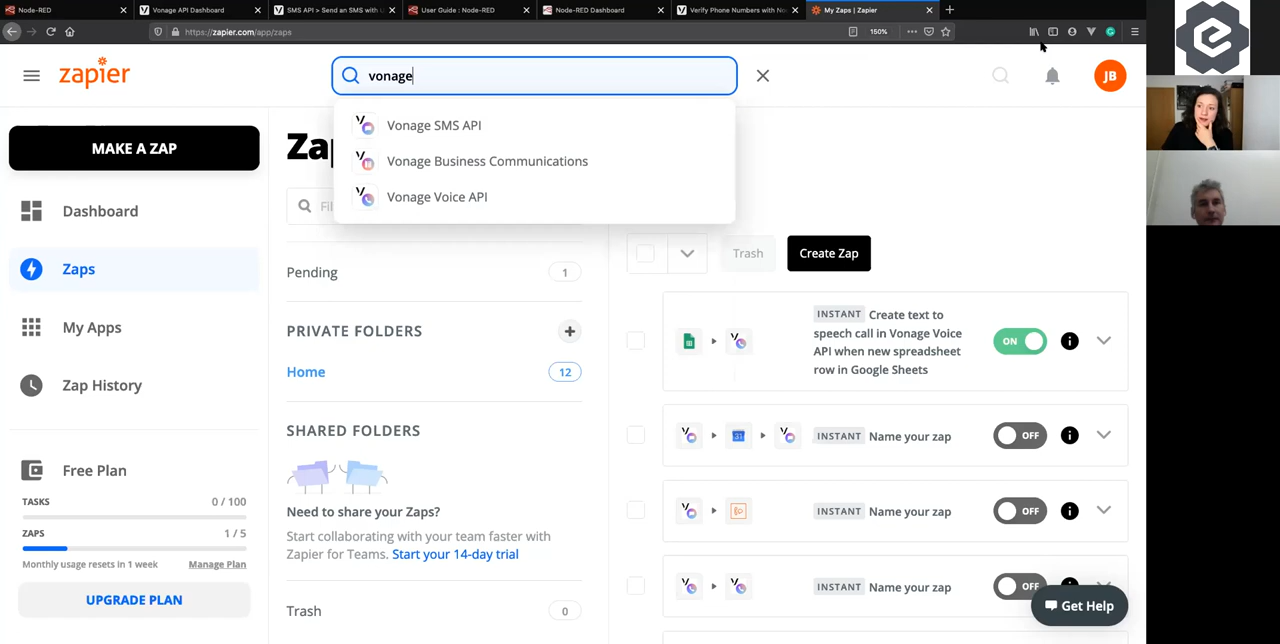 Node-RED
Vonage API Dashboard
SMS API > Send an SMS with
User Guide : Node-RED
Node-RED Dashboard
Verify Phone Numbers with No
My Zaps | Zapier
https://zapier.com/app/zaps
150%
zapier
vonage
JB
Vonage SMS API
Vonage Business Communications
Vonage Voice API
MAKE A ZAP
Dashboard
Zaps
My Apps
Zap History
Free Plan
TASKS 0 / 100
ZAPS 1 / 5
Monthly usage resets in 1 week Manage Plan
UPGRADE PLAN
Za
Fil
Pending 1
PRIVATE FOLDERS
Home 12
SHARED FOLDERS
Need to share your Zaps?
Start collaborating with your team faster with
Zapier for Teams. Start your 14-day trial
Trash 0
Trash
Create Zap
INSTANT Create text to
speech call in Vonage Voice
API when new spreadsheet
row in Google Sheets
ON
31
INSTANT Name your zap
OFF
INSTANT Name your zap
OFF
INSTANT Name your zap
OFF
Get Help